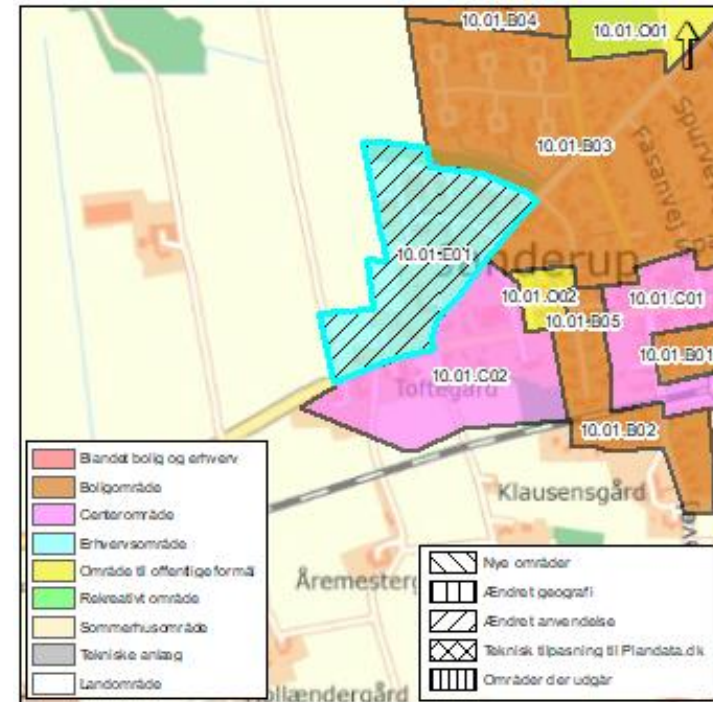 10.01.B04
10.01.O01
Spurvev
10.01.B03
Fasanvej
10.01.E01
10.01.O02
10.01.C01
10.01.B05
10.01.B01
10.01.C02
Toftegård
10.01.B02
Klausensgård
Blandet bolig og erhverv
Boligområde
Centerområde
Erhvervsområde
Område til offentlige formål
Rekreativt område
Sommerhusområde
Tekniske anlæg
Landområde
Nye områder
Ændret geografi
Ændret anvendelse
Teknisk tilpasning til Plandata.dk
Områder der udgår
Åremesterg
ollændergård